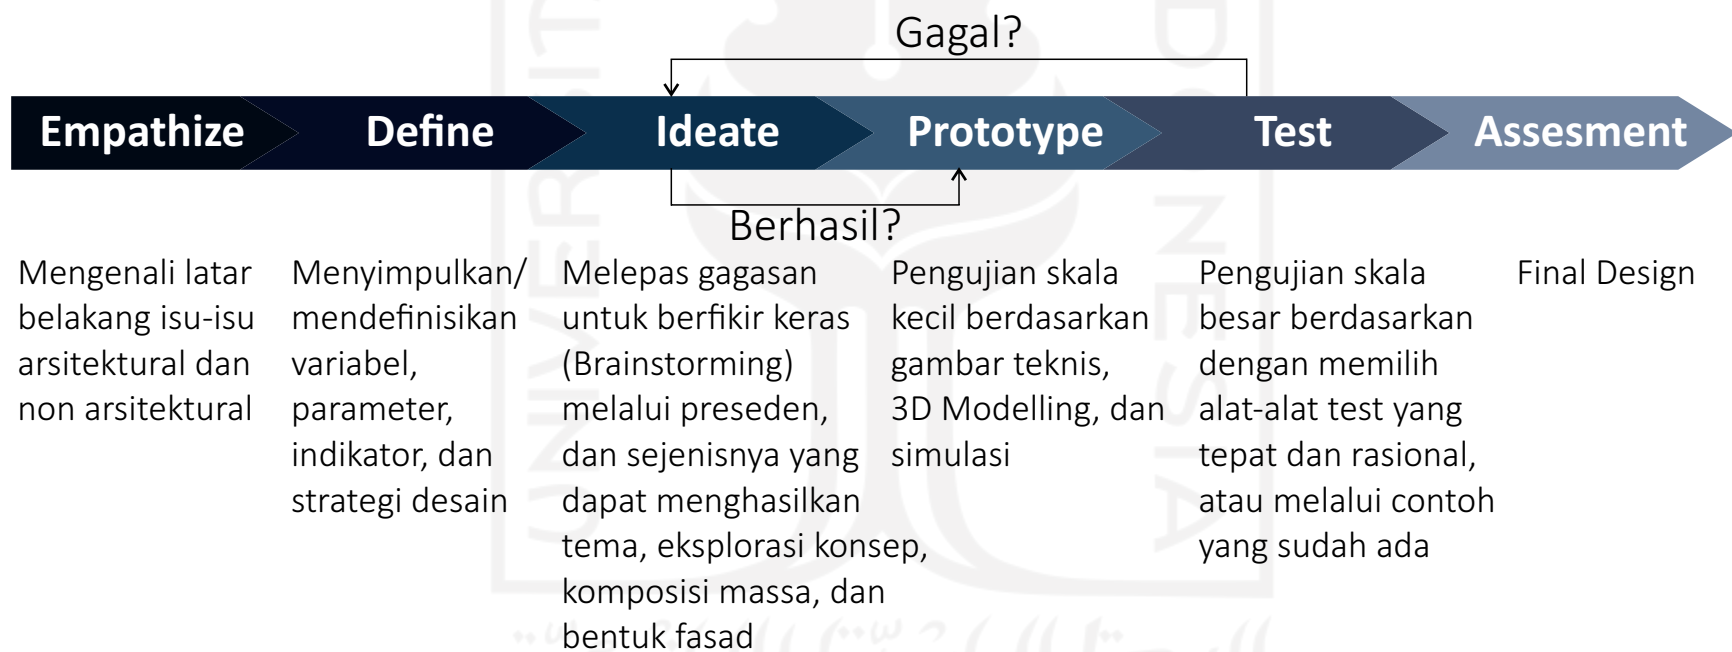 Gagal?
Empathize
Define
Ideate
Prototype
Test
Assesment
Berhasil?
Mengenali latar
belakang isu-isu
arsitektural dan
non arsitektural
Menyimpulkan/
mendefinisikan
variabel,
parameter,
indikator, dan
strategi desain
Melepas gagasan
untuk berfikir keras
(Brainstorming)
melalui preseden,
dan sejenisnya yang
dapat menghasilkan
tema, eksplorasi konsep,
komposisi massa, dan
bentuk fasad
Pengujian skala
kecil berdasarkan
gambar teknis,
3D Modelling, dan
simulasi
Pengujian skala
besar berdasarkan
dengan memilih
alat-alat test yang
tepat dan rasional,
atau melalui contoh
yang sudah ada
Final Design